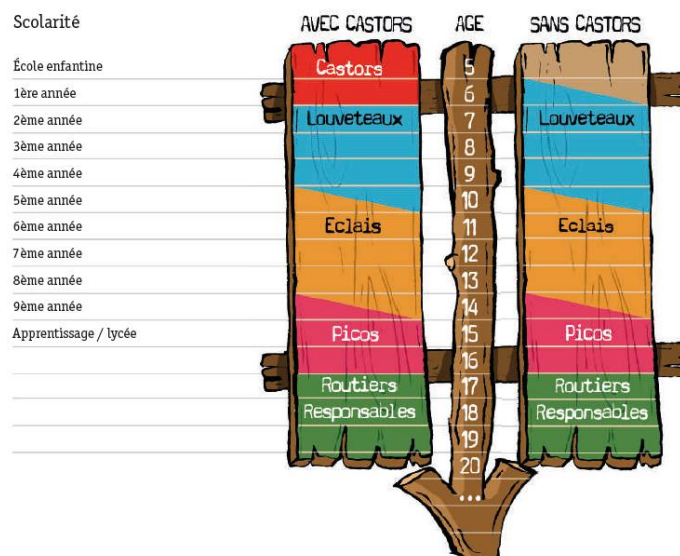 Scolarité AVEC CASTORS AGE SANS CASTORS
École enfantine Castors 5
1ère année 6
2ème année Louveteaux 7 Louveteaux
3ème année 8
4ème année 9
5ème année 10
6ème année Eclais 11 Eclais
7ème année 12
8ème année 13
9ème année 14
Apprentissage / lycée Picos 15 Picos
16
Routiers 17 Routiers
Responsables 18 Responsables
19
20
...